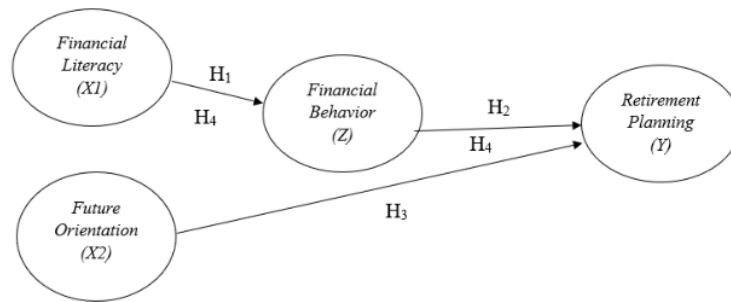 Financial
Literacy
(X1)
H1
H4
Financial
Behavior
(Z)
H2
H4
Retirement
Planning
(Y)
Future
Orientation
(X2)
H3